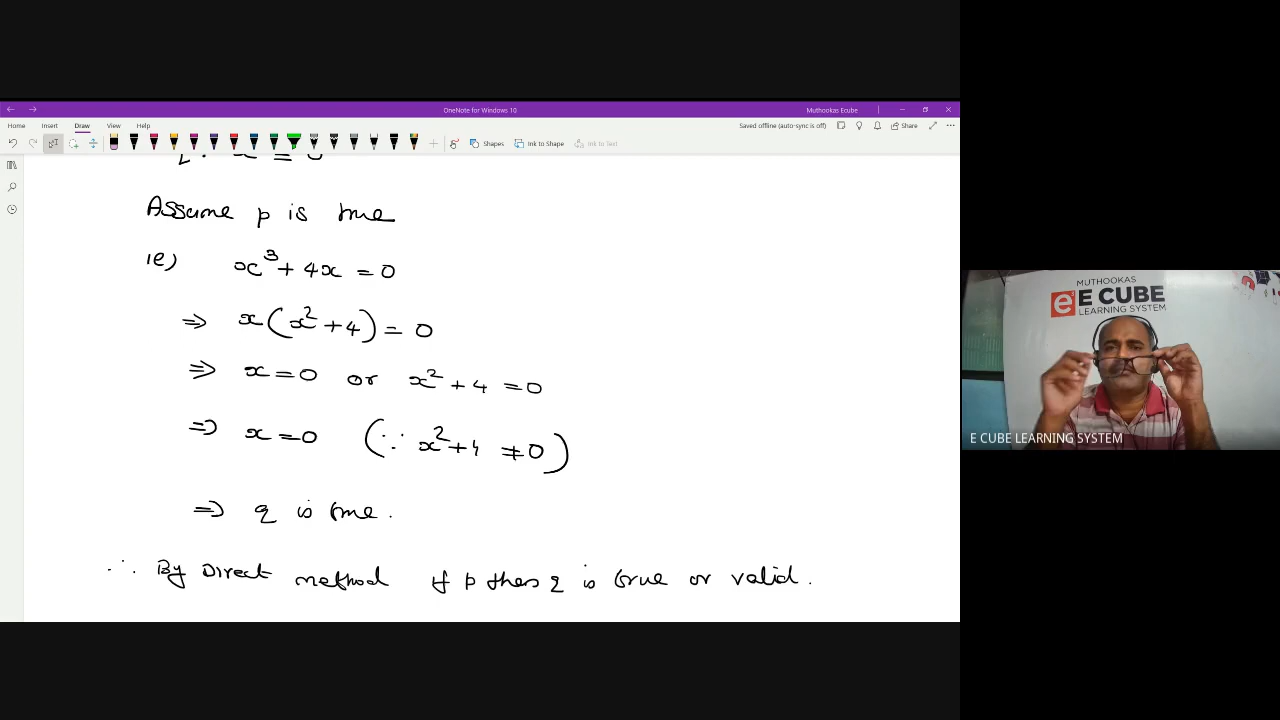 OneNote for Windows 10
Muthookas Ecube
Home Insert Draw View Help
Saved offline (auto-sync is off)
Share
Shapes
Ink to Shape
Ink to Text
Assume p is true
ie) x³ + 4x = 0
⇒ x(x² + 4) = 0
⇒ x = 0 or x² + 4 = 0
⇒ x = 0 (∵ x² + 4 ≠ 0)
⇒ q is true.
∴ By Direct method if p then q is true or valid.
MUTHOOKAS
E CUBE
LEARNING SYSTEM
E CUBE LEARNING SYSTEM